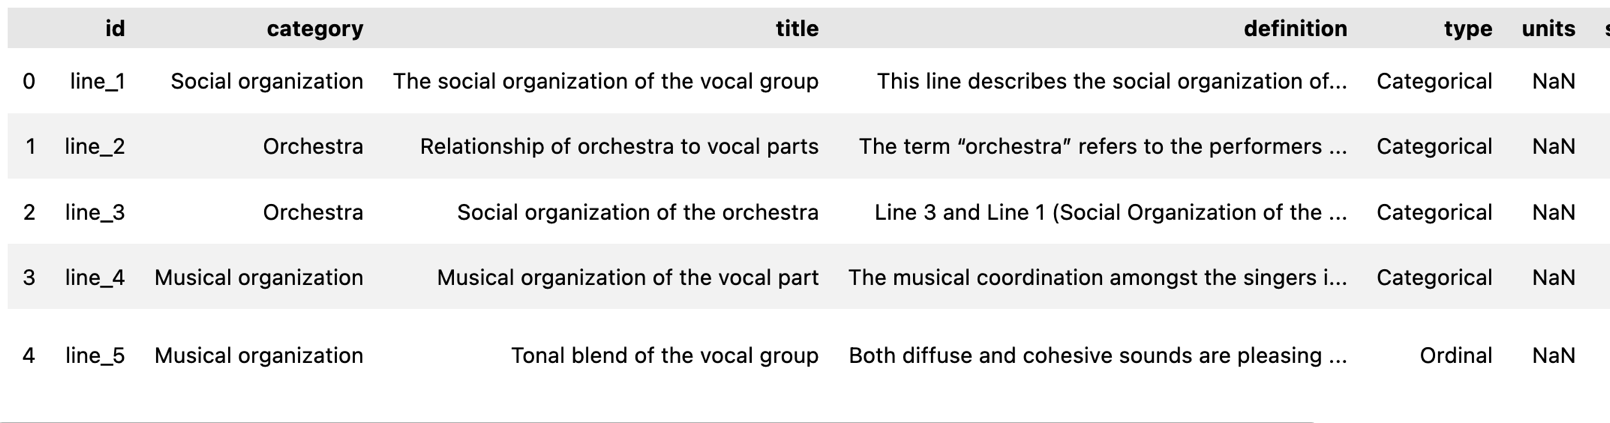 id category title definition type units s
0 line_1 Social organization The social organization of the vocal group This line describes the social organization of... Categorical NaN
1 line_2 Orchestra Relationship of orchestra to vocal parts The term “orchestra” refers to the performers ... Categorical NaN
2 line_3 Orchestra Social organization of the orchestra Line 3 and Line 1 (Social Organization of the ... Categorical NaN
3 line_4 Musical organization Musical organization of the vocal part The musical coordination amongst the singers i... Categorical NaN
4 line_5 Musical organization Tonal blend of the vocal group Both diffuse and cohesive sounds are pleasing ... Ordinal NaN